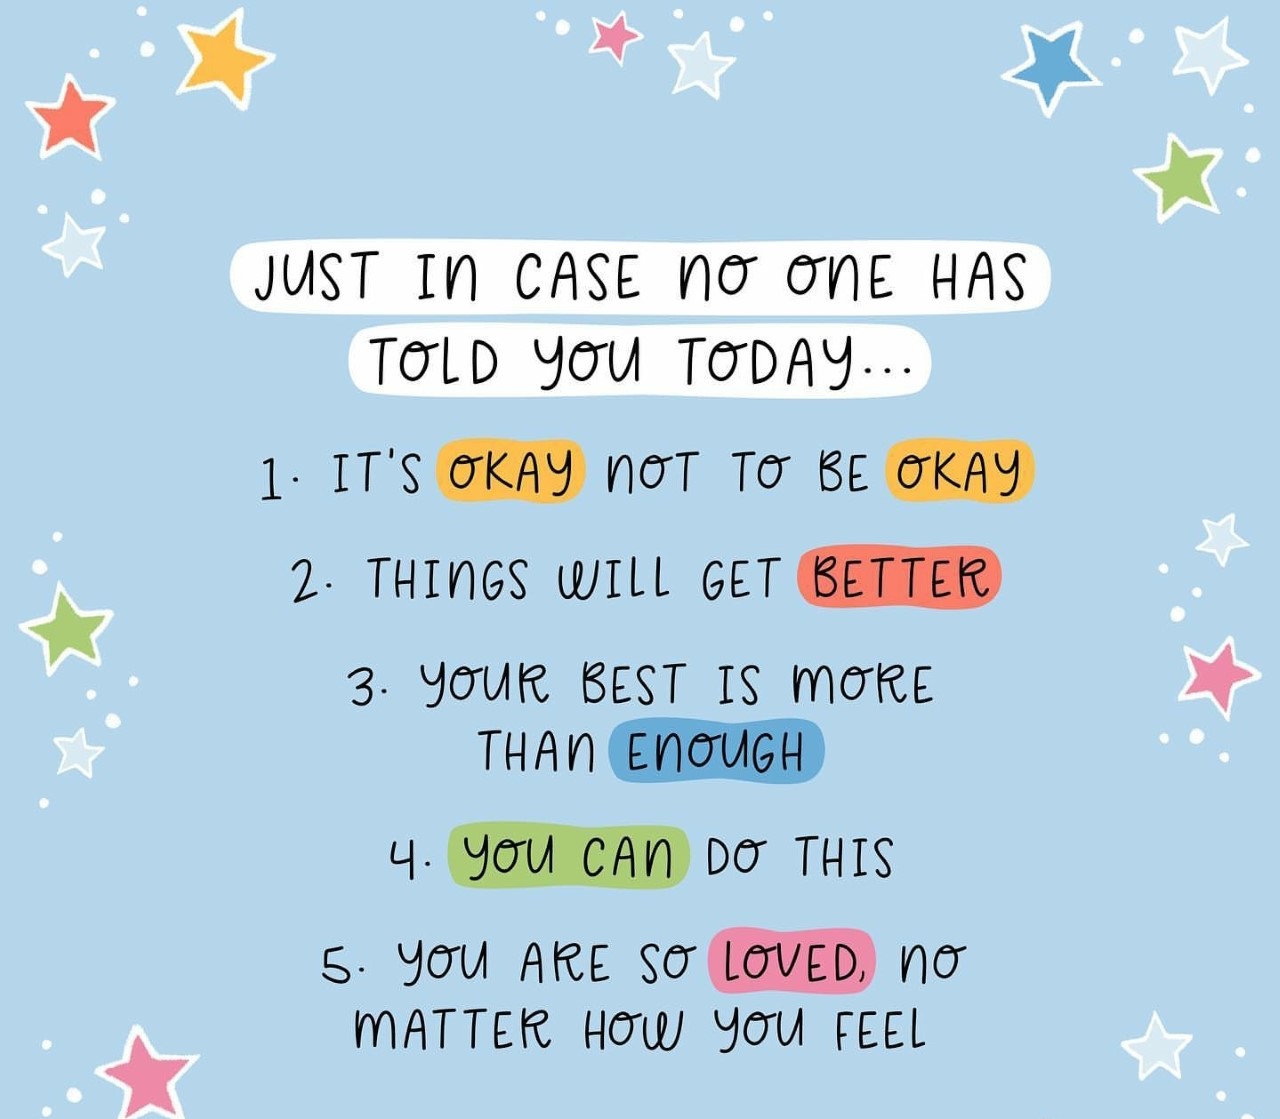 JUST IN CASE NO ONE HAS
TOLD YOU TODAY...
1. IT'S OKAY NOT TO BE OKAY
2. THINGS WILL GET BETTER
3. YOUR BEST IS MORE
THAN ENOUGH
4. YOU CAN DO THIS
5. YOU ARE SO LOVED, NO
MATTER HOW YOU FEEL